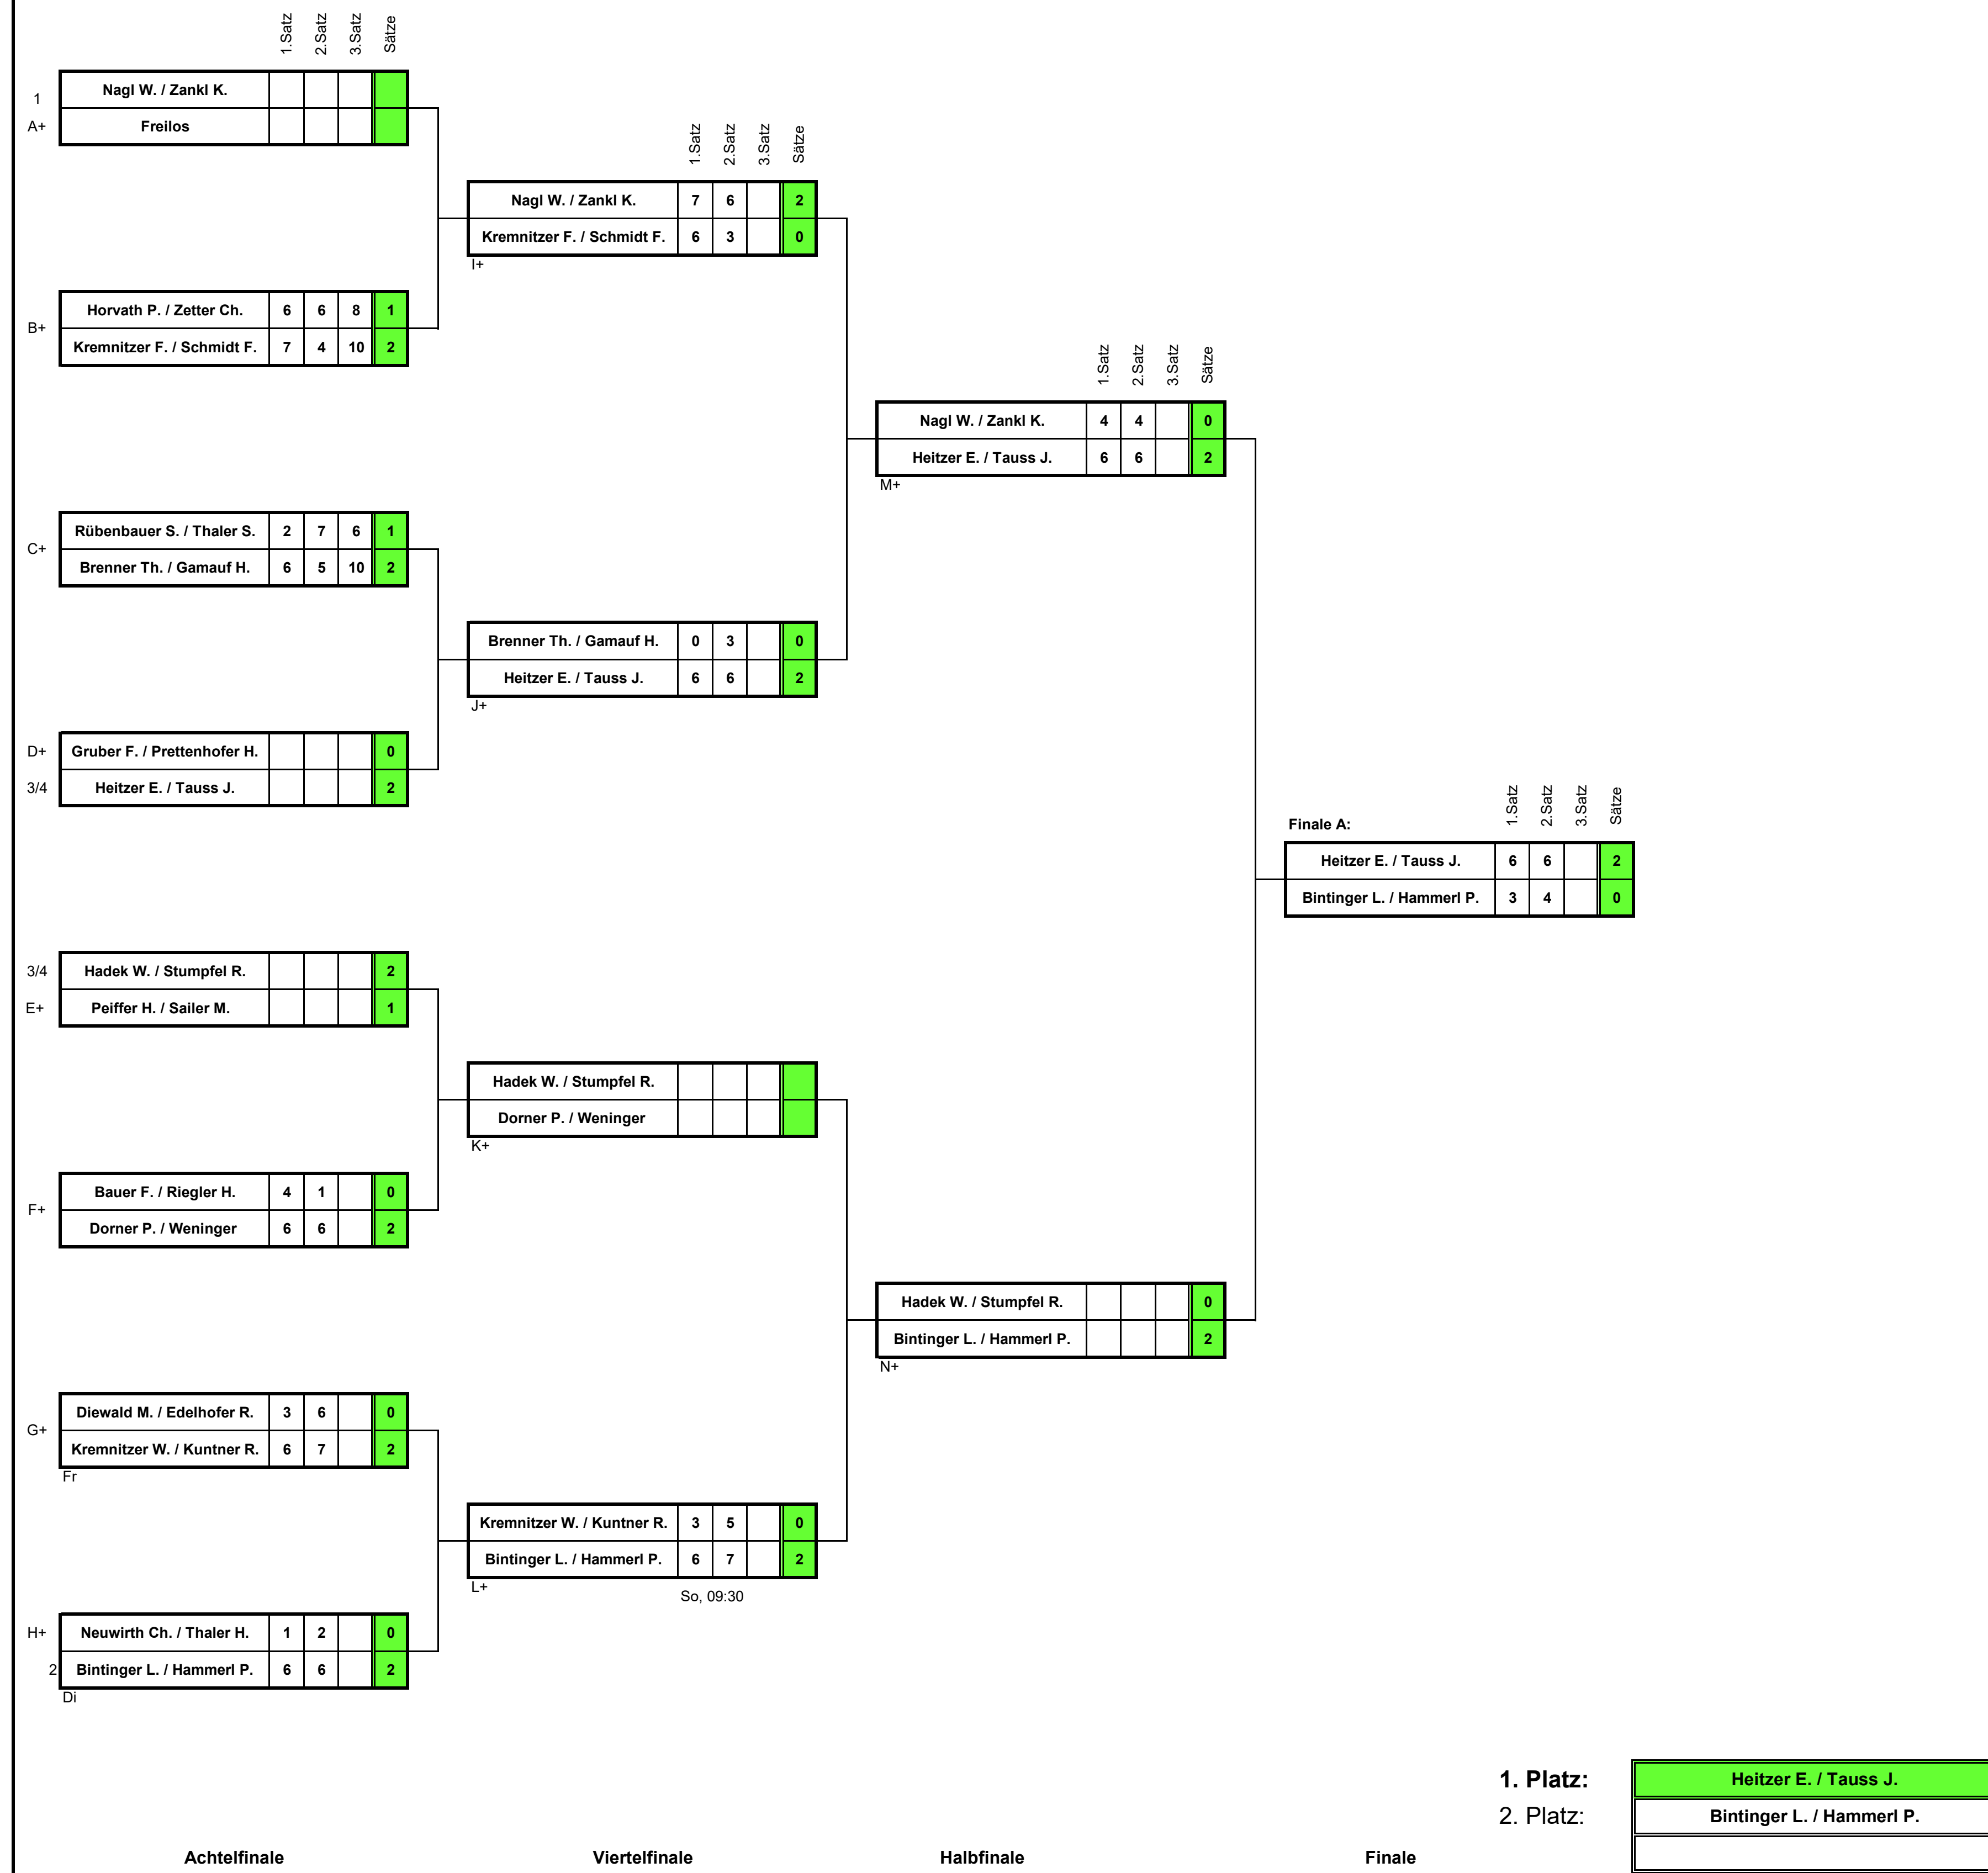 1.Satz 2.Satz 3.Satz Sätze
1 Nagl W. / Zankl K.
A+ Freilos
B+
Horvath P. / Zetter Ch. 6 6 8 1
Kremnitzer F. / Schmidt F. 7 4 10 2
C+
Rübenbauer S. / Thaler S. 2 7 6 1
Brenner Th. / Gamauf H. 6 5 10 2
D+ Gruber F. / Prettenhofer H. 0
3/4 Heitzer E. / Tauss J. 2
3/4 Hadek W. / Stumpfel R. 2
E+ Peiffer H. / Sailer M. 1
F+
Bauer F. / Riegler H. 4 1 0
Dorner P. / Weninger 6 6 2
G+
Diewald M. / Edelhofer R. 3 6 0
Kremnitzer W. / Kuntner R. 6 7 2
Fr
H+ Neuwirth Ch. / Thaler H. 1 2 0
2 Bintinger L. / Hammerl P. 6 6 2
Di
Achtelfinale
1.Satz 2.Satz 3.Satz Sätze
Nagl W. / Zankl K. 7 6 2
Kremnitzer F. / Schmidt F. 6 3 0
I+
Brenner Th. / Gamauf H. 0 3 0
Heitzer E. / Tauss J. 6 6 2
J+
Hadek W. / Stumpfel R.
Dorner P. / Weninger
K+
Kremnitzer W. / Kuntner R. 3 5 0
Bintinger L. / Hammerl P. 6 7 2
L+
So, 09:30
Viertelfinale
1.Satz 2.Satz 3.Satz Sätze
Nagl W. / Zankl K. 4 4 0
Heitzer E. / Tauss J. 6 6 2
M+
Hadek W. / Stumpfel R. 0
Bintinger L. / Hammerl P. 2
N+
Halbfinale
1.Satz 2.Satz 3.Satz Sätze
Finale A:
Heitzer E. / Tauss J. 6 6 2
Bintinger L. / Hammerl P. 3 4 0
Finale
1. Platz: Heitzer E. / Tauss J.
2. Platz: Bintinger L. / Hammerl P.